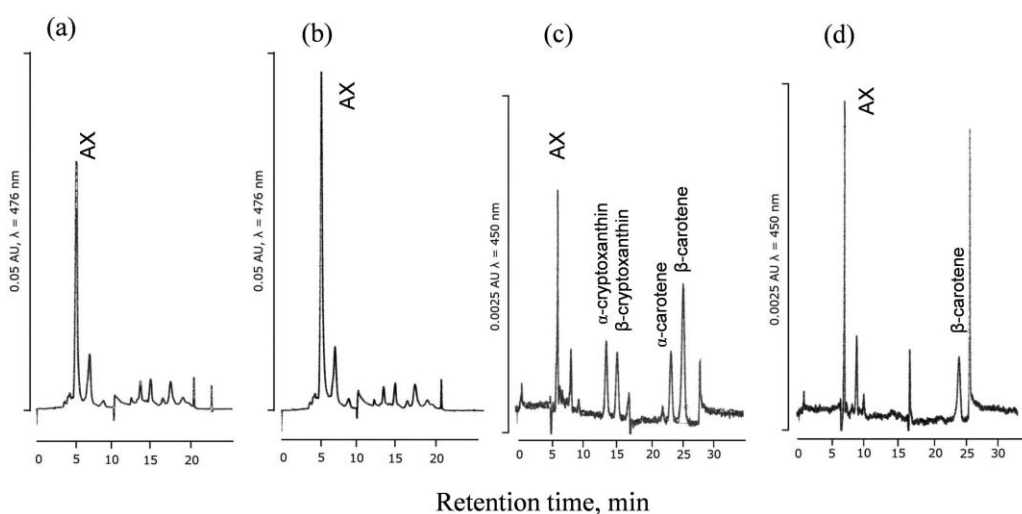 (a)
0.05 AU, λ = 476 nm
AX
0 5 10 15 20
(b)
0.05 AU, λ = 476 nm
AX
0 5 10 15 20
(c)
0.0025 AU λ = 450 nm
AX
α-cryptoxanthin
β-cryptoxanthin
α-carotene
β-carotene
0 5 10 15 20 25 30
(d)
0.0025 AU λ = 450 nm
AX
β-carotene
0 5 10 15 20 25 30
Retention time, min